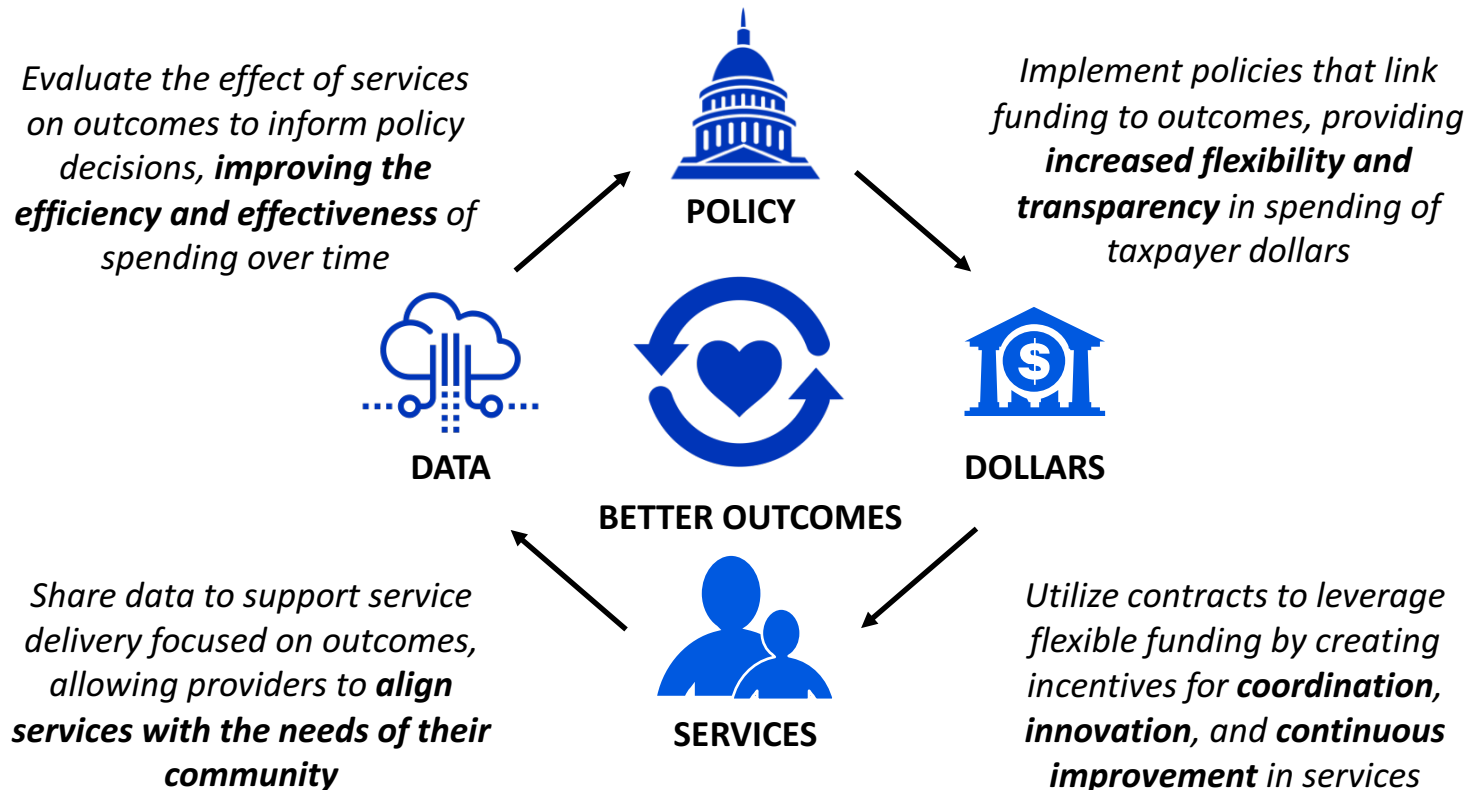 Evaluate the effect of services
on outcomes to inform policy
decisions, improving the
efficiency and effectiveness of
spending over time
POLICY
Implement policies that link
funding to outcomes, providing
increased flexibility and
transparency in spending of
taxpayer dollars
DATA
$
DOLLARS
BETTER OUTCOMES
Share data to support service
delivery focused on outcomes,
allowing providers to align
services with the needs of their
community
SERVICES
Utilize contracts to leverage
flexible funding by creating
incentives for coordination,
innovation, and continuous
improvement in services